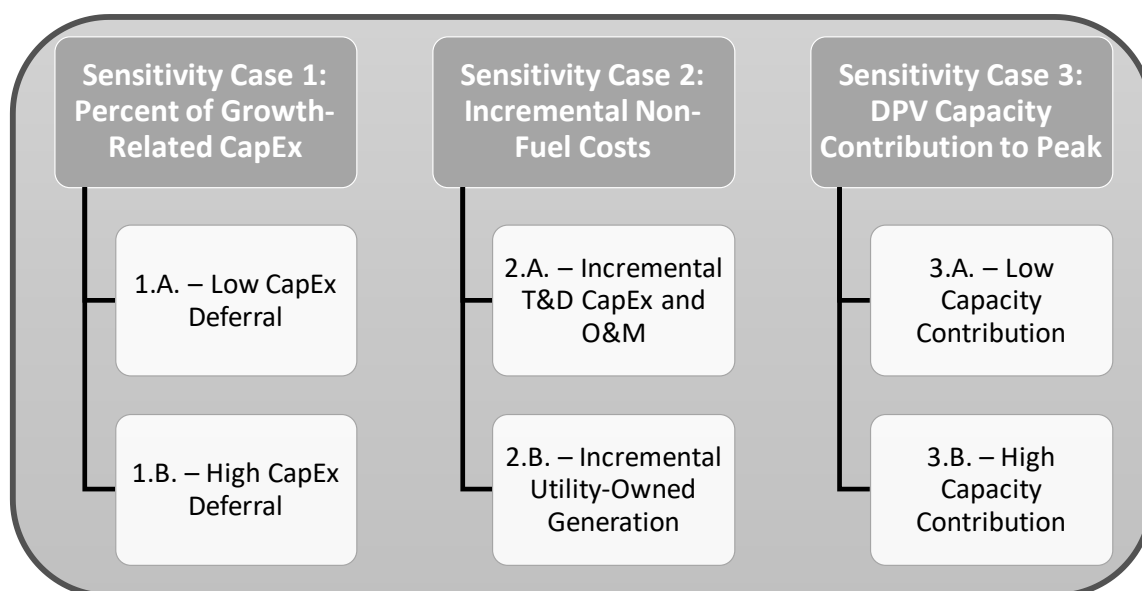 Sensitivity Case 1:
Percent of Growth-
Related CapEx
1.A. – Low CapEx
Deferral
1.B. – High CapEx
Deferral
Sensitivity Case 2:
Incremental Non-
Fuel Costs
2.A. – Incremental
T&D CapEx and
O&M
2.B. – Incremental
Utility-Owned
Generation
Sensitivity Case 3:
DPV Capacity
Contribution to Peak
3.A. – Low
Capacity
Contribution
3.B. – High
Capacity
Contribution